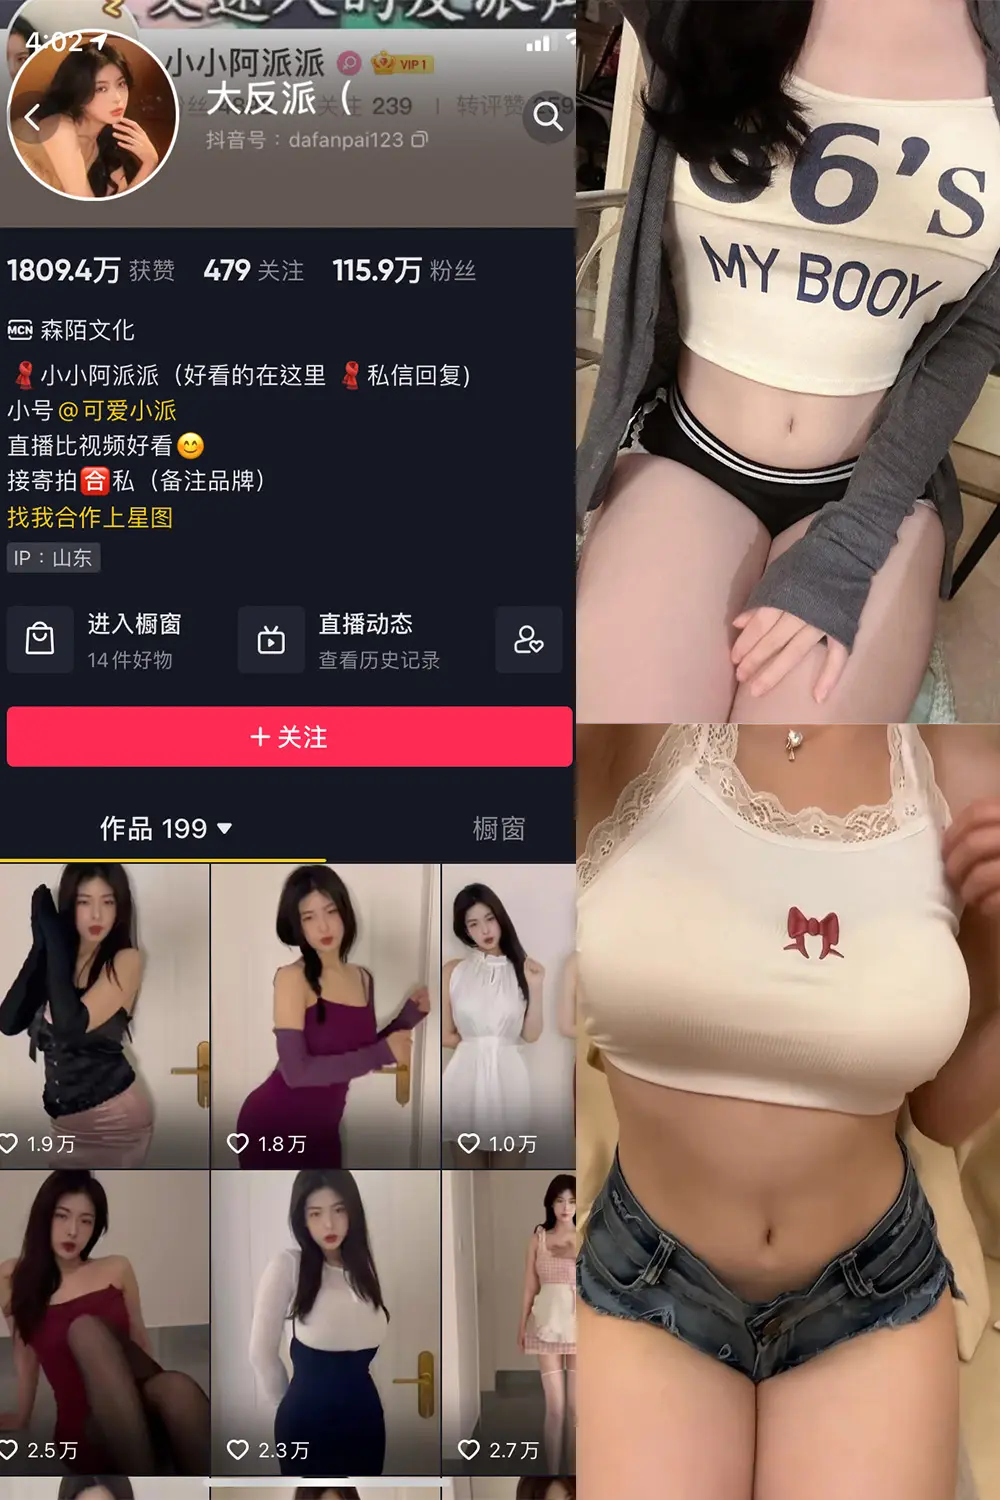 4:02
小小阿派派
VIP1
关注 239 | 转评赞
大反派（
抖音号：dafanpai123
1809.4万 获赞 479 关注 115.9万 粉丝
MCN 森陌文化
小小阿派派（好看的在这里 私信回复)
小号@可爱小派
直播比视频好看
接寄拍合私（备注品牌）
找我合作上星图
IP：山东
进入橱窗
14件好物
直播动态
查看历史记录
+ 关注
作品 199
橱窗
1.9万
1.8万
1.0万
2.5万
2.3万
2.7万
6'S
MY BOOY